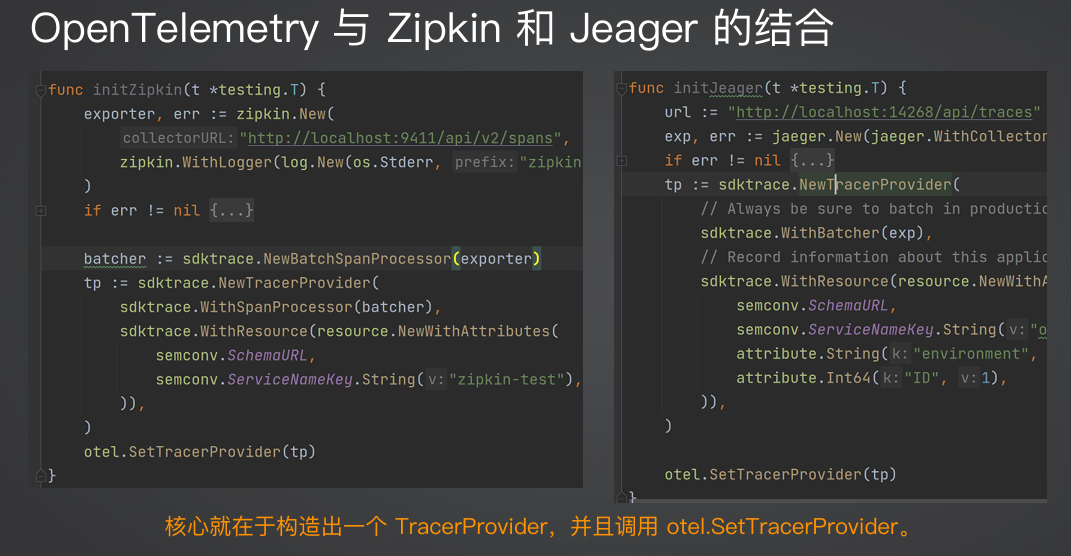 OpenTelemetry 与 Zipkin 和 Jeager 的结合
func initZipkin(t *testing.T) {
exporter, err := zipkin.New(
collectorURL: "http://localhost:9411/api/v2/spans",
zipkin.WithLogger(log.New(os.Stderr, prefix: "zipkin
)
if err != nil {...}
batcher := sdktrace.NewBatchSpanProcessor(exporter)
tp := sdktrace.NewTracerProvider(
sdktrace.WithSpanProcessor(batcher),
sdktrace.WithResource(resource.NewWithAttributes(
semconv.SchemaURL,
semconv.ServiceNameKey.String( v: "zipkin-test"),
)),
)
otel.SetTracerProvider(tp)
}
func initJeager(t *testing.T) {
url := "http://localhost:14268/api/traces"
exp, err := jaeger.New(jaeger.WithCollector
if err != nil {...}
tp := sdktrace.NewTracerProvider(
// Always be sure to batch in productio
sdktrace.WithBatcher(exp),
// Record information about this applic
sdktrace.WithResource(resource.NewWithA
semconv.SchemaURL,
semconv.ServiceNameKey.String( v: "o
attribute.String( k: "environment",
attribute.Int64( k: "ID", v: 1),
)),
)
otel.SetTracerProvider(tp)
}
核心就在于构造出一个 TracerProvider，并且调用 otel.SetTracerProvider。